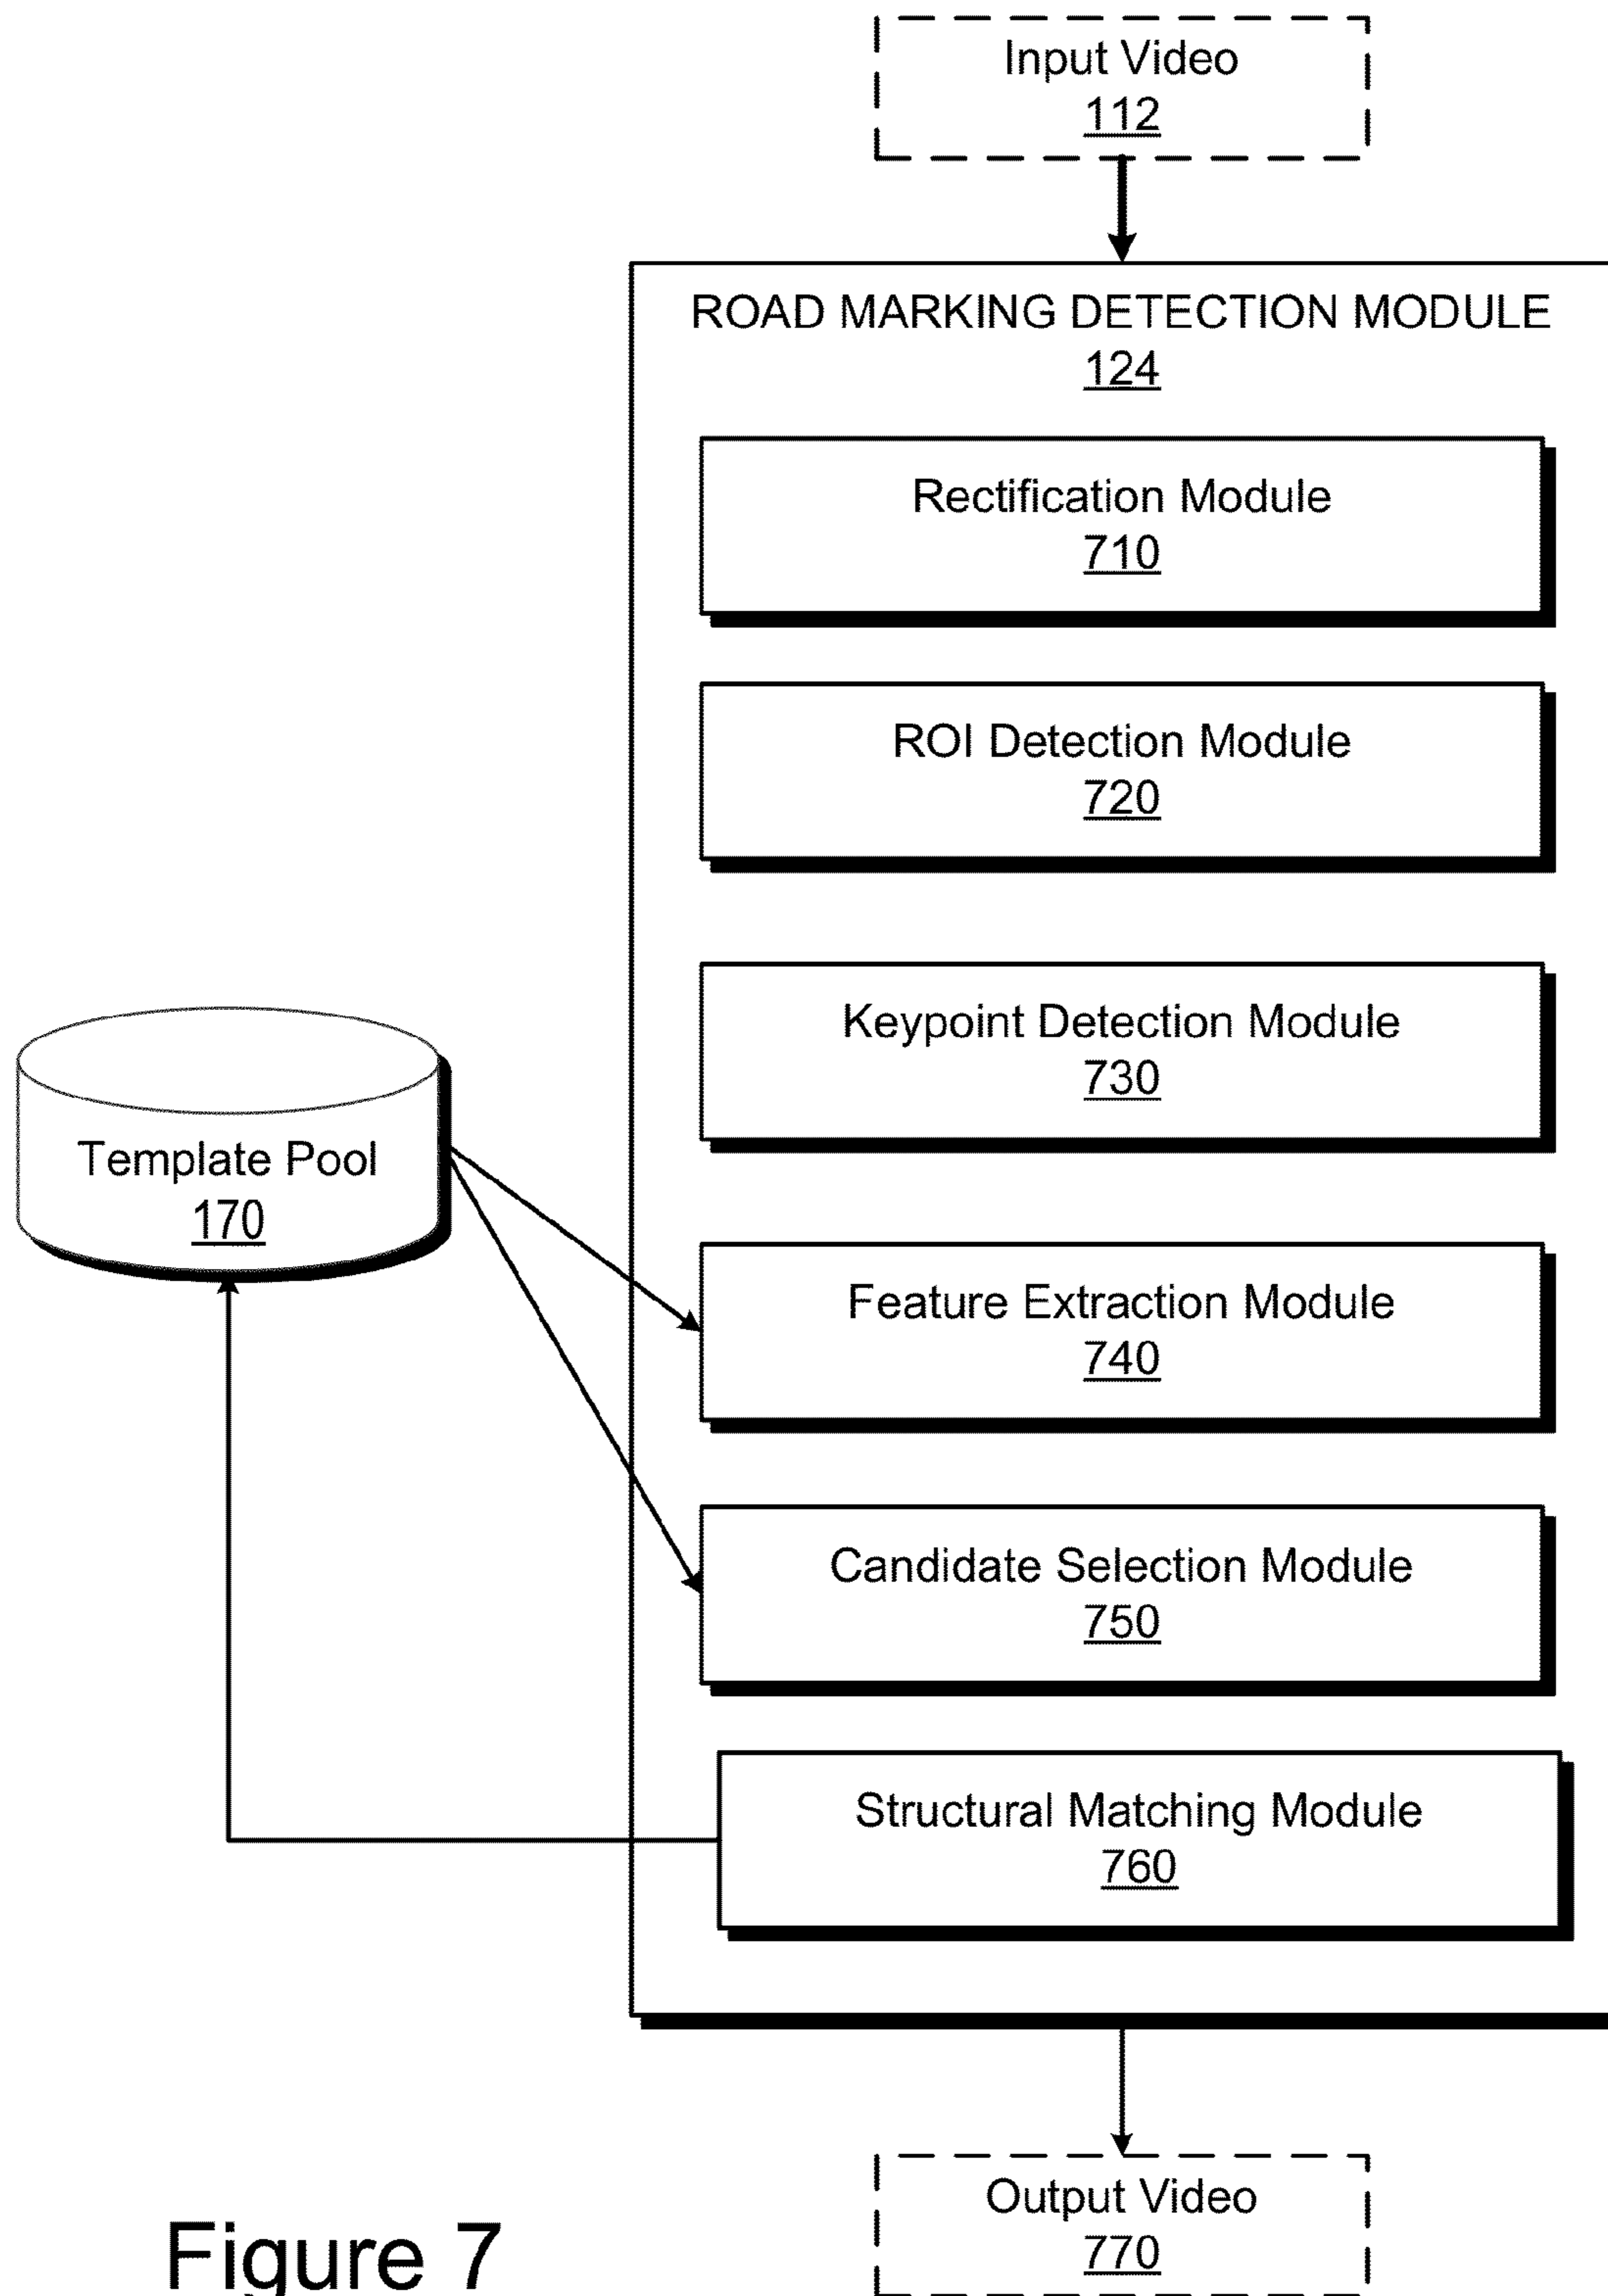 Input Video
112
ROAD MARKING DETECTION MODULE
124
Rectification Module
710
ROI Detection Module
720
Keypoint Detection Module
730
Template Pool
170
Feature Extraction Module
740
Candidate Selection Module
750
Structural Matching Module
760
Output Video
770
Figure 7